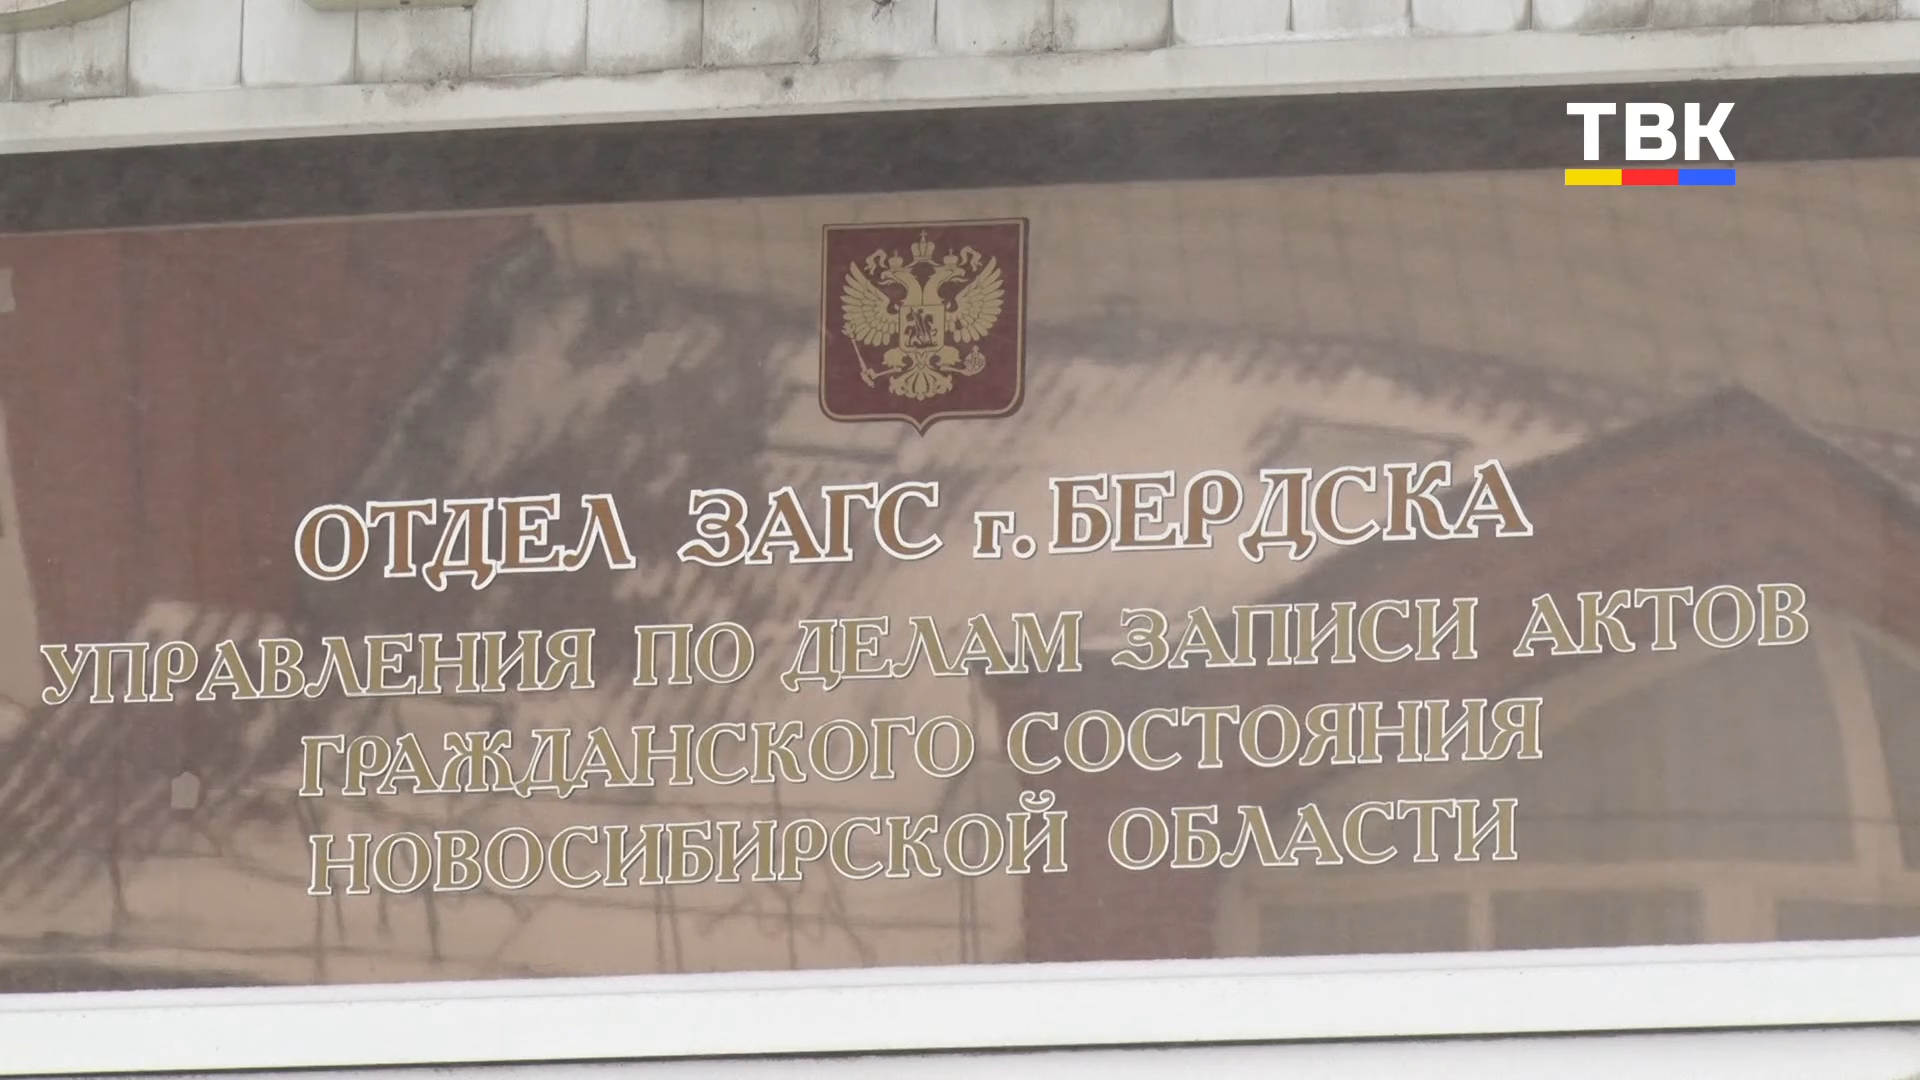 ТВК
ОТДЕЛ ЗАГС г. БЕРДСКА
УПРАВЛЕНИЯ ПО ДЕЛАМ ЗАПИСИ АКТОВ
ГРАЖДАНСКОГО СОСТОЯНИЯ
НОВОСИБИРСКОЙ ОБЛАСТИ